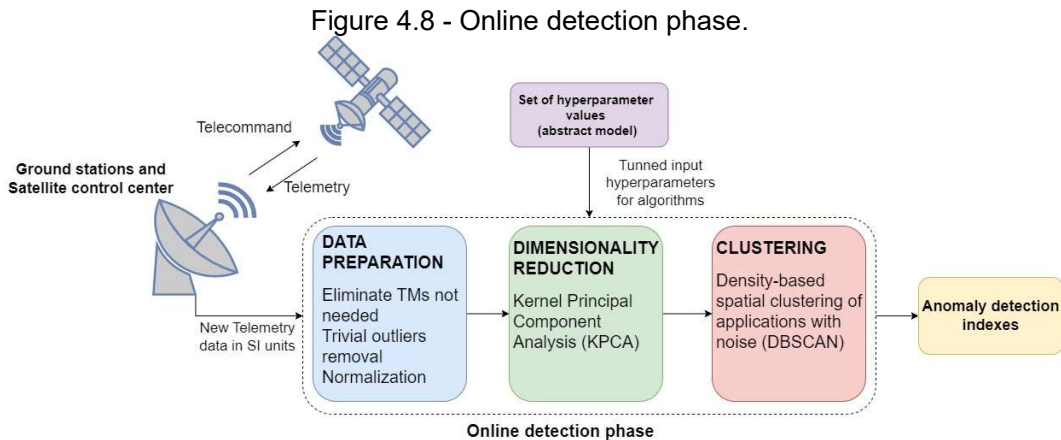 Figure 4.8 - Online detection phase.
Telecommand
Telemetry
Ground stations and
Satellite control center
Set of hyperparameter
values
(abstract model)
Tunned input
hyperparameters
for algorithms
New Telemetry
data in SI units
DATA
PREPARATION
Eliminate TMs not
needed
Trivial outliers
removal
Normalization
DIMENSIONALITY
REDUCTION
Kernel Principal
Component
Analysis (KPCA)
CLUSTERING
Density-based
spatial clustering of
applications with
noise (DBSCAN)
Anomaly detection
indexes
Online detection phase